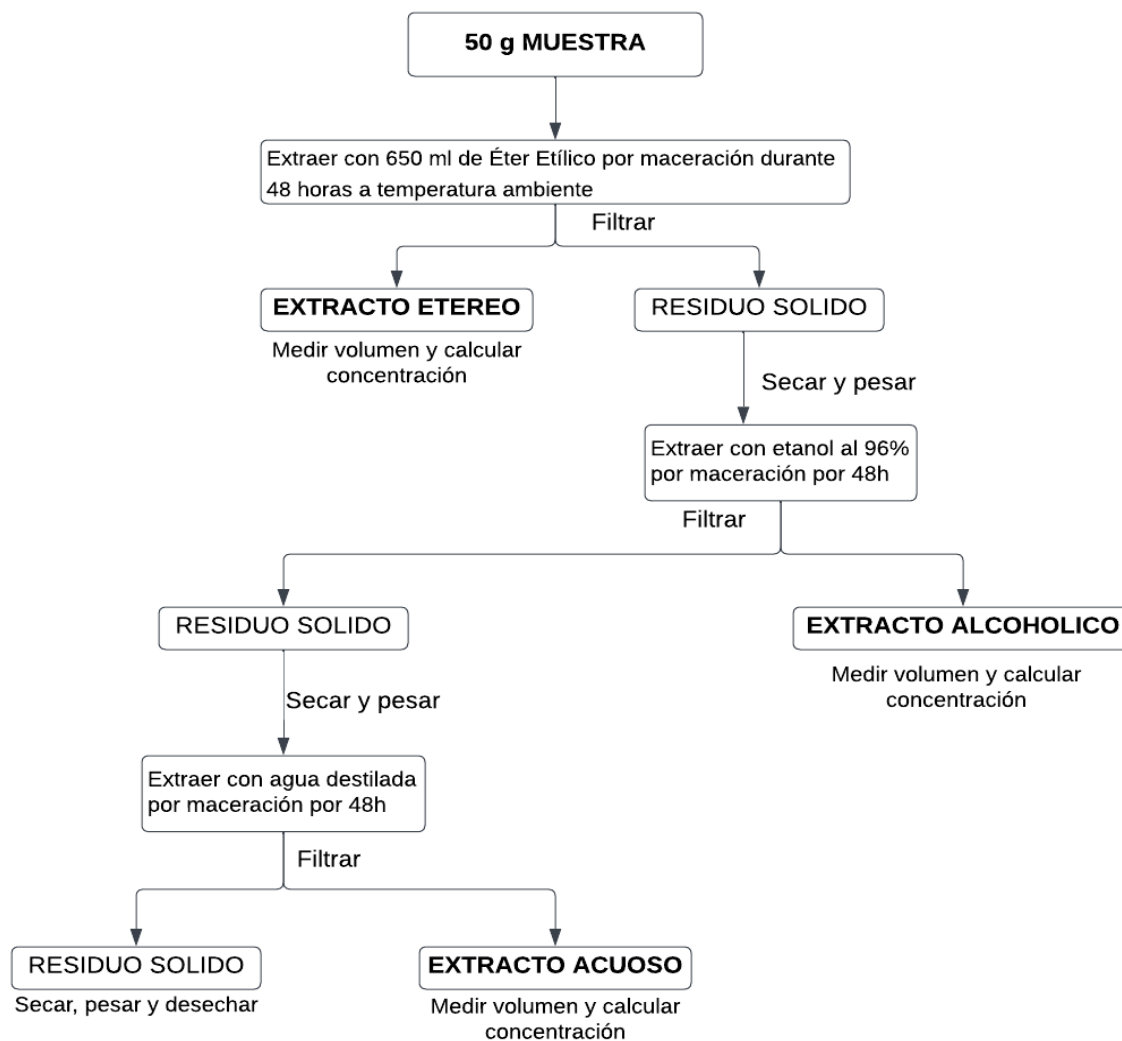 50 g MUESTRA
Extraer con 650 ml de Éter Etílico por maceración durante
48 horas a temperatura ambiente
Filtrar
EXTRACTO ETEREO
Medir volumen y calcular
concentración
RESIDUO SOLIDO
Secar y pesar
Extraer con etanol al 96%
por maceración por 48h
Filtrar
RESIDUO SOLIDO
EXTRACTO ALCOHOLICO
Medir volumen y calcular
concentración
Secar y pesar
Extraer con agua destilada
por maceración por 48h
Filtrar
RESIDUO SOLIDO
Secar, pesar y desechar
EXTRACTO ACUOSO
Medir volumen y calcular
concentración